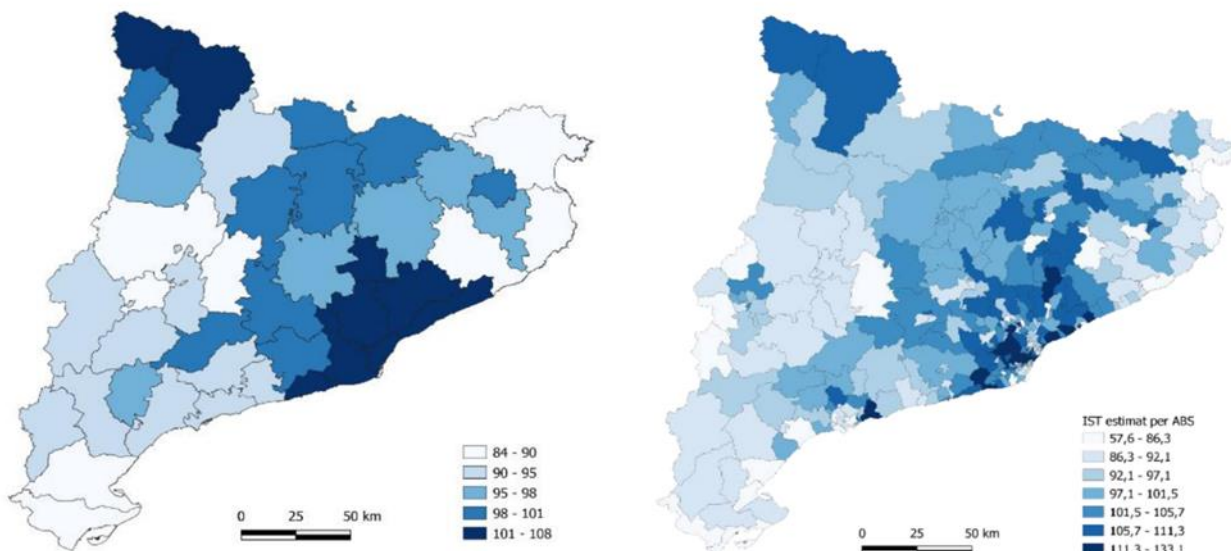 84 - 90
90 - 95
95 - 98
98 - 101
101 - 108
0 25 50 km
IST estimat per ABS
57,6 - 86,3
86,3 - 92,1
92,1 - 97,1
97,1 - 101,5
101,5 - 105,7
105,7 - 111,3
111,3 - 133,1
0 25 50 km